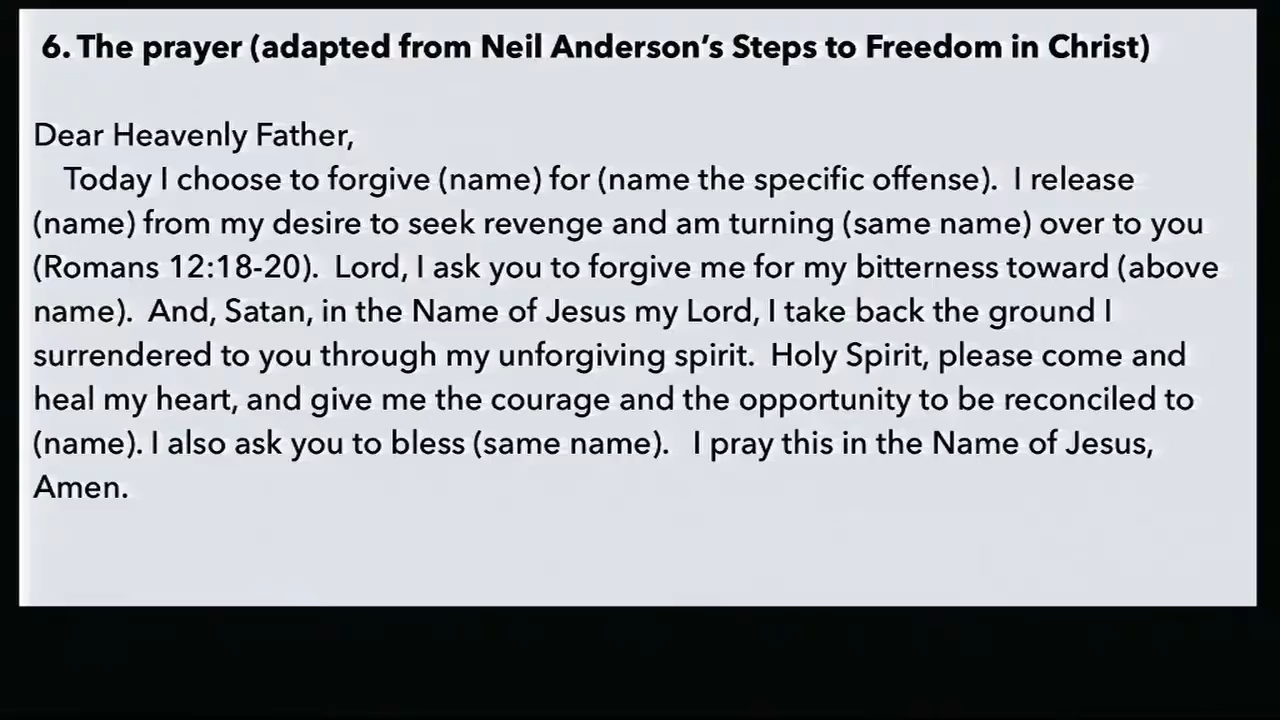 6. The prayer (adapted from Neil Anderson's Steps to Freedom in Christ)
Dear Heavenly Father,
Today I choose to forgive (name) for (name the specific offense). I release
(name) from my desire to seek revenge and am turning (same name) over to you
(Romans 12:18-20). Lord, I ask you to forgive me for my bitterness toward (above
name). And, Satan, in the Name of Jesus my Lord, I take back the ground I
surrendered to you through my unforgiving spirit. Holy Spirit, please come and
heal my heart, and give me the courage and the opportunity to be reconciled to
(name). I also ask you to bless (same name). I pray this in the Name of Jesus,
Amen.